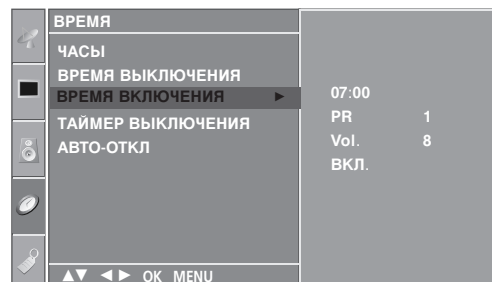 ВРЕМЯ
ЧАСЫ
ВРЕМЯ ВЫКЛЮЧЕНИЯ
ВРЕМЯ ВКЛЮЧЕНИЯ ►
ТАЙМЕР ВЫКЛЮЧЕНИЯ
АВТО-ОТКЛ
07:00
PR 1
Vol. 8
ВКЛ.
▲▼ ◄► OK MENU